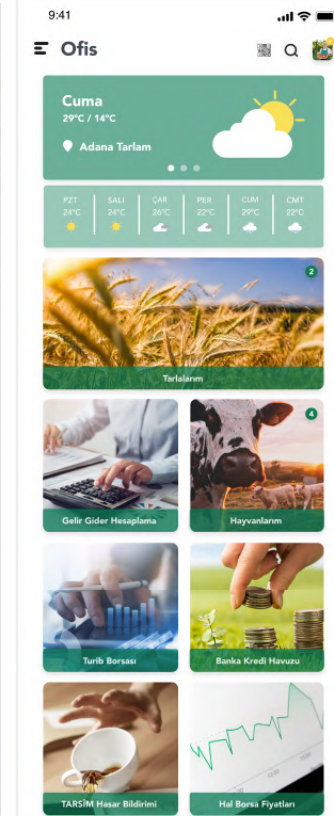 9:41
Ofis
Cuma
29°C / 14°C
Adana Tarlam
PZT SALI ÇAR PER CUM CMT
24°C 24°C 26°C 22°C 29°C 22°C
2
Tarlalarım
4
Gelir Gider Hesaplama Hayvanlarım
Turib Borsası Banka Kredi Havuzu
TARSİM Hasar Bildirimi Hal Borsa Fiyatları